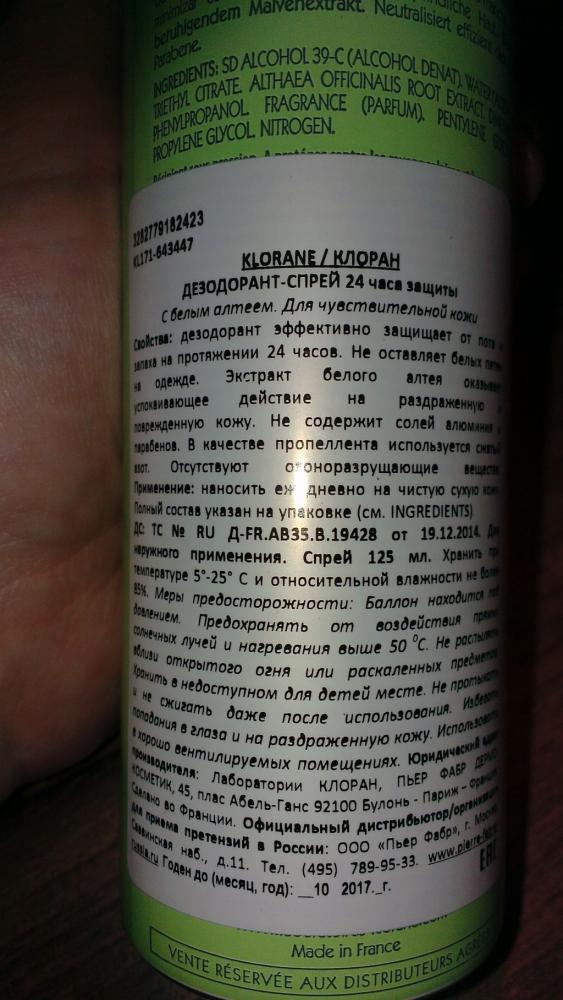 minimizar
beruhigendem Malvenextrakt. Neutralisiert effizient
Parabene.
INGREDIENTS: SD ALCOHOL 39-C (ALCOHOL DENAT). WATER
TRIETHYL CITRATE. ALTHAEA OFFICINALIS ROOT EXTRACT.
PHENYLPROPANOL. FRAGRANCE (PARFUM). PENTYLENE
PROPYLENE GLYCOL. NITROGEN.
3282779182423
KL171-643447
KLORANE / КЛОРАН
ДЕЗОДОРАНТ-СПРЕЙ 24 часа защиты
С белым алтеем. Для чувствительной кожи
Свойства: дезодорант эффективно защищает от пота и
запаха на протяжении 24 часов. Не оставляет белых пятен
на одежде. Экстракт белого алтея оказывает
успокаивающее действие на раздраженную и
поврежденную кожу. Не содержит солей алюминия и
парабенов. В качестве пропеллента используется сжатый
азот. Отсутствуют озоноразрущающие вещества.
Применение: наносить ежедневно на чистую сухую кожу.
Полный состав указан на упаковке (см. INGREDIENTS)
ДС: ТС № RU Д-FR.АВ35.В.19428 от 19.12.2014. Для
наружного применения. Спрей 125 мл. Хранить при
температуре 5°-25° С и относительной влажности не более
85%. Меры предосторожности: Баллон находится под
давлением. Предохранять от воздействия прямых
солнечных лучей и нагревания выше 50 °С. Не распылять
вблизи открытого огня или раскаленных предметов.
Хранить в недоступном для детей месте. Не протыкать
и не сжигать даже после использования. Избегать
попадания в глаза и на раздраженную кожу. Использовать
в хорошо вентилируемых помещениях. Юридический адрес
производителя: Лаборатории КЛОРАН, ПЬЕР ФАБР ДЕРМО
КОСМЕТИК, 45, плас Абель-Ганс 92100 Булонь - Париж – Франция
Сделано во Франции. Официальный дистрибьютор/организация
для приема претензий в России: ООО «Пьер Фабр», г. Москва,
Саввинская наб., д.11. Тел. (495) 789-95-33. www.pierre-fabre-
russia.ru Годен до (месяц, год): __10 2017._г.
EAC
Made in France
VENTE RÉSERVÉE AUX DISTRIBUTEURS AGRÉÉS